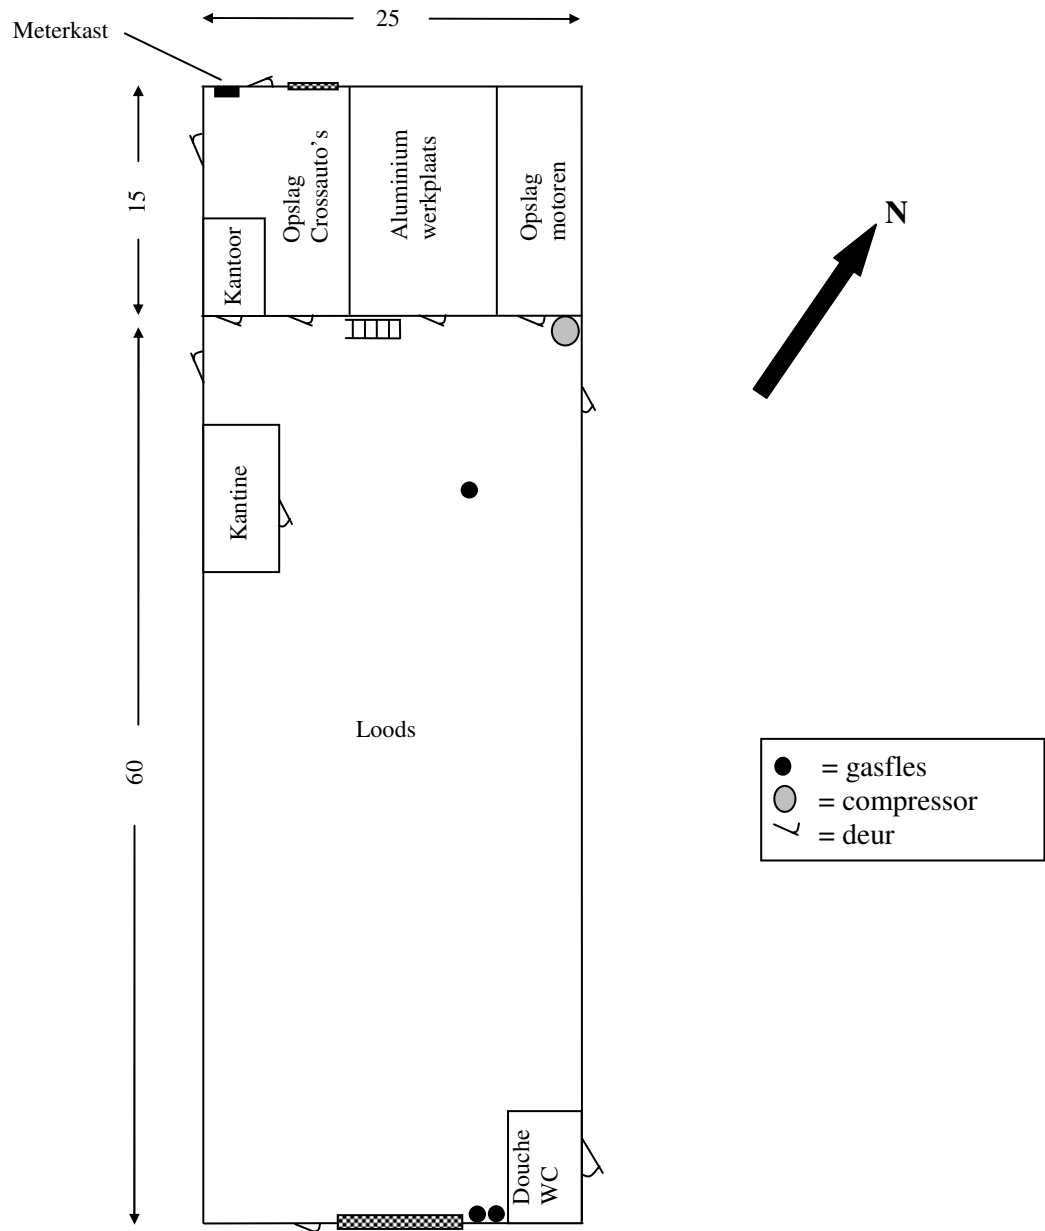 25
Meterkast
15
Opslag
Crossauto's
Aluminium
werkplaats
Opslag
motoren
Kantoor
N
Kantine
Loods
60
= gasfles
= compressor
= deur
Douche
WC